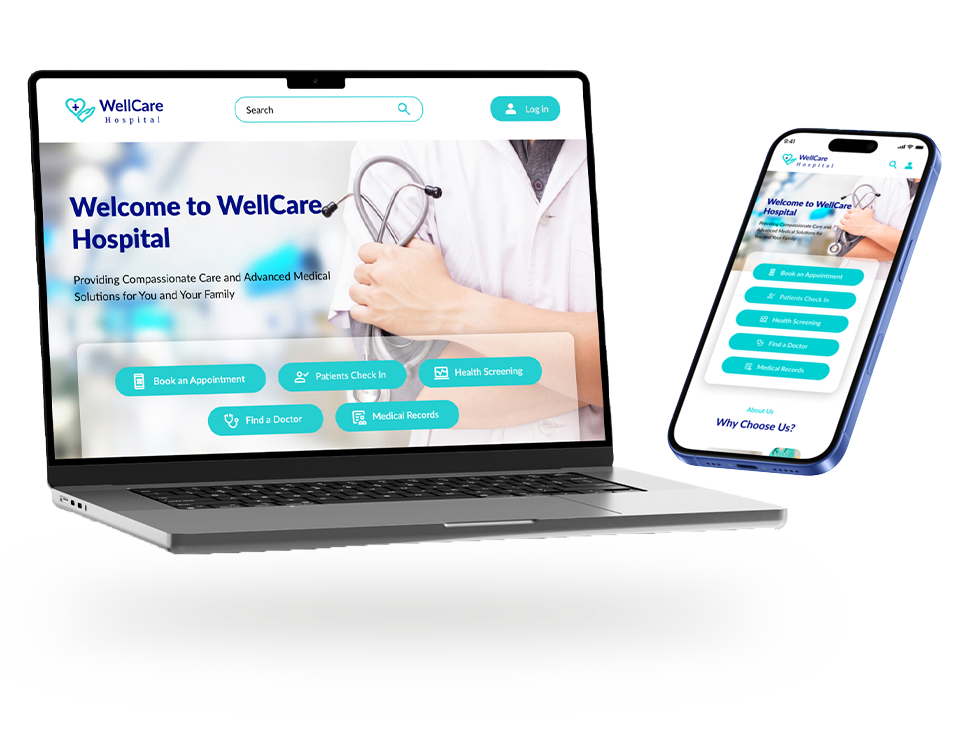 WellCare
Hospital
Search
Log in
Welcome to WellCare
Hospital
Providing Compassionate Care and Advanced Medical
Solutions for You and Your Family
Book an Appointment
Patients Check In
Health Screening
Find a Doctor
Medical Records
9:41
WellCare
Hospital
Welcome to WellCare
Hospital
Providing Compassionate Care and
Advanced Medical Solutions for
You and Your Family
Book an Appointment
Patients Check In
Health Screening
Find a Doctor
Medical Records
About Us
Why Choose Us?